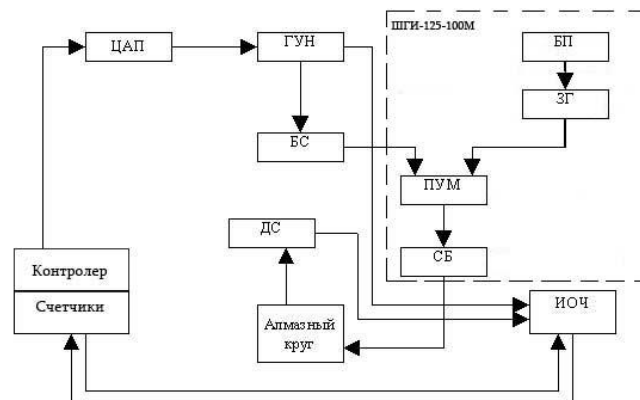 ШГИ-125-100М
ЦАП
ГУН
БП
ЗГ
БС
ПУМ
ДС
СБ
Контролер
Счетчики
Алмазный
круг
ИОЧ